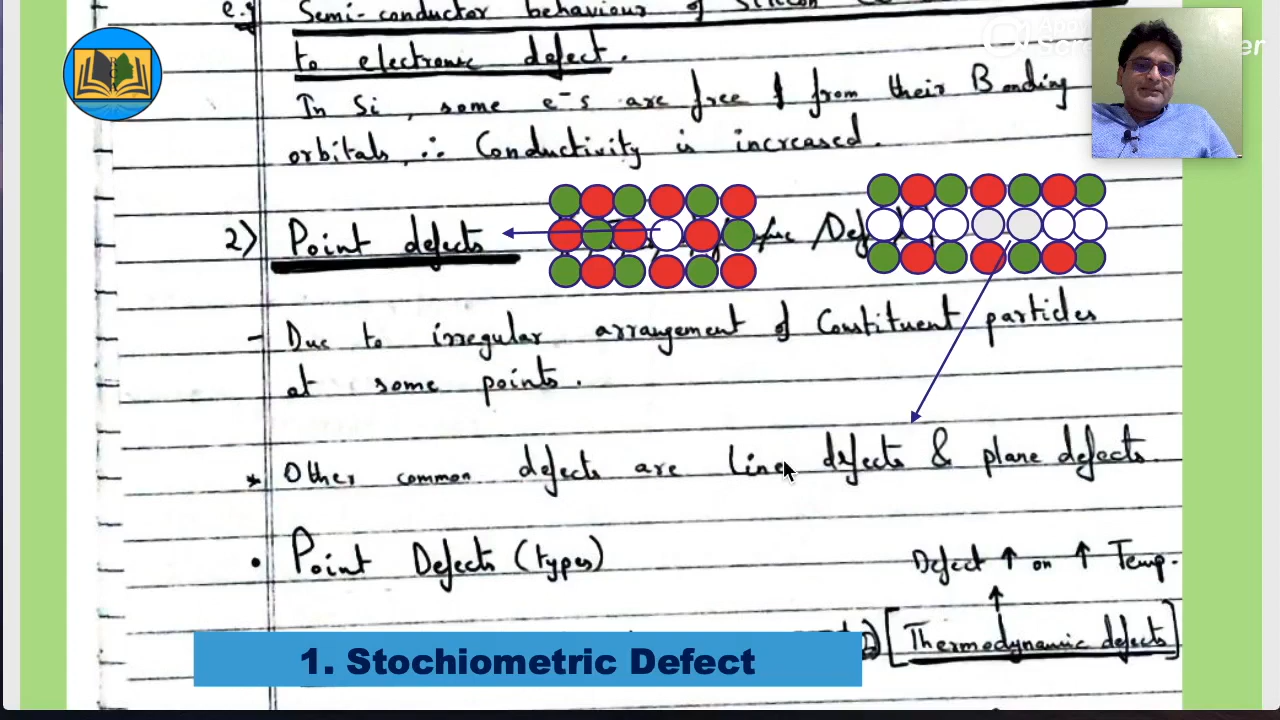 e.g Semi-conductor behaviour of Silicon
to electronic defect.
In Si, some e⁻s are free & from their Bonding
orbitals, ∴ Conductivity is increased.
2) Point defects
- Due to irregular arrangement of Constituent particles
at some points.
* Other common defects are line defects & plane defects.
• Point Defects (types)
Defect ↑ on ↑ Temp.
↑
[Thermodynamic defects]
1. Stochiometric Defect